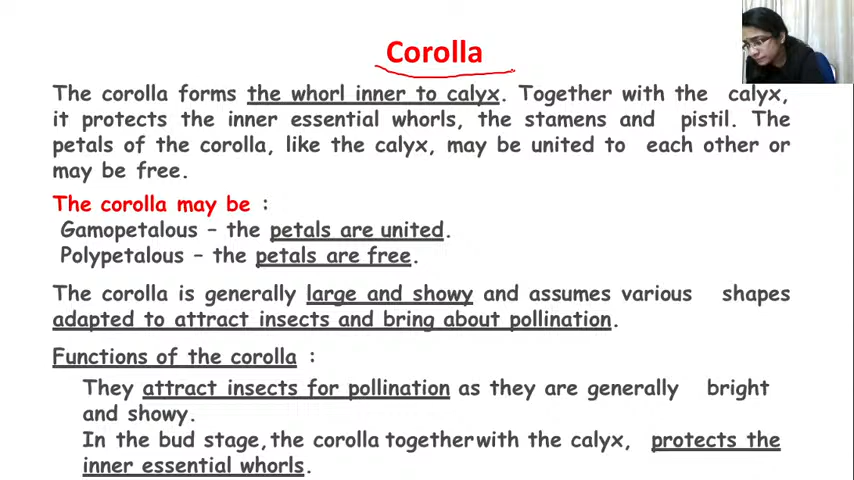 Corolla
The corolla forms the whorl inner to calyx. Together with the calyx,
it protects the inner essential whorls, the stamens and pistil. The
petals of the corolla, like the calyx, may be united to each other or
may be free.
The corolla may be :
Gamopetalous – the petals are united.
Polypetalous – the petals are free.
The corolla is generally large and showy and assumes various shapes
adapted to attract insects and bring about pollination.
Functions of the corolla :
They attract insects for pollination as they are generally bright
and showy.
In the bud stage, the corolla together with the calyx, protects the
inner essential whorls.